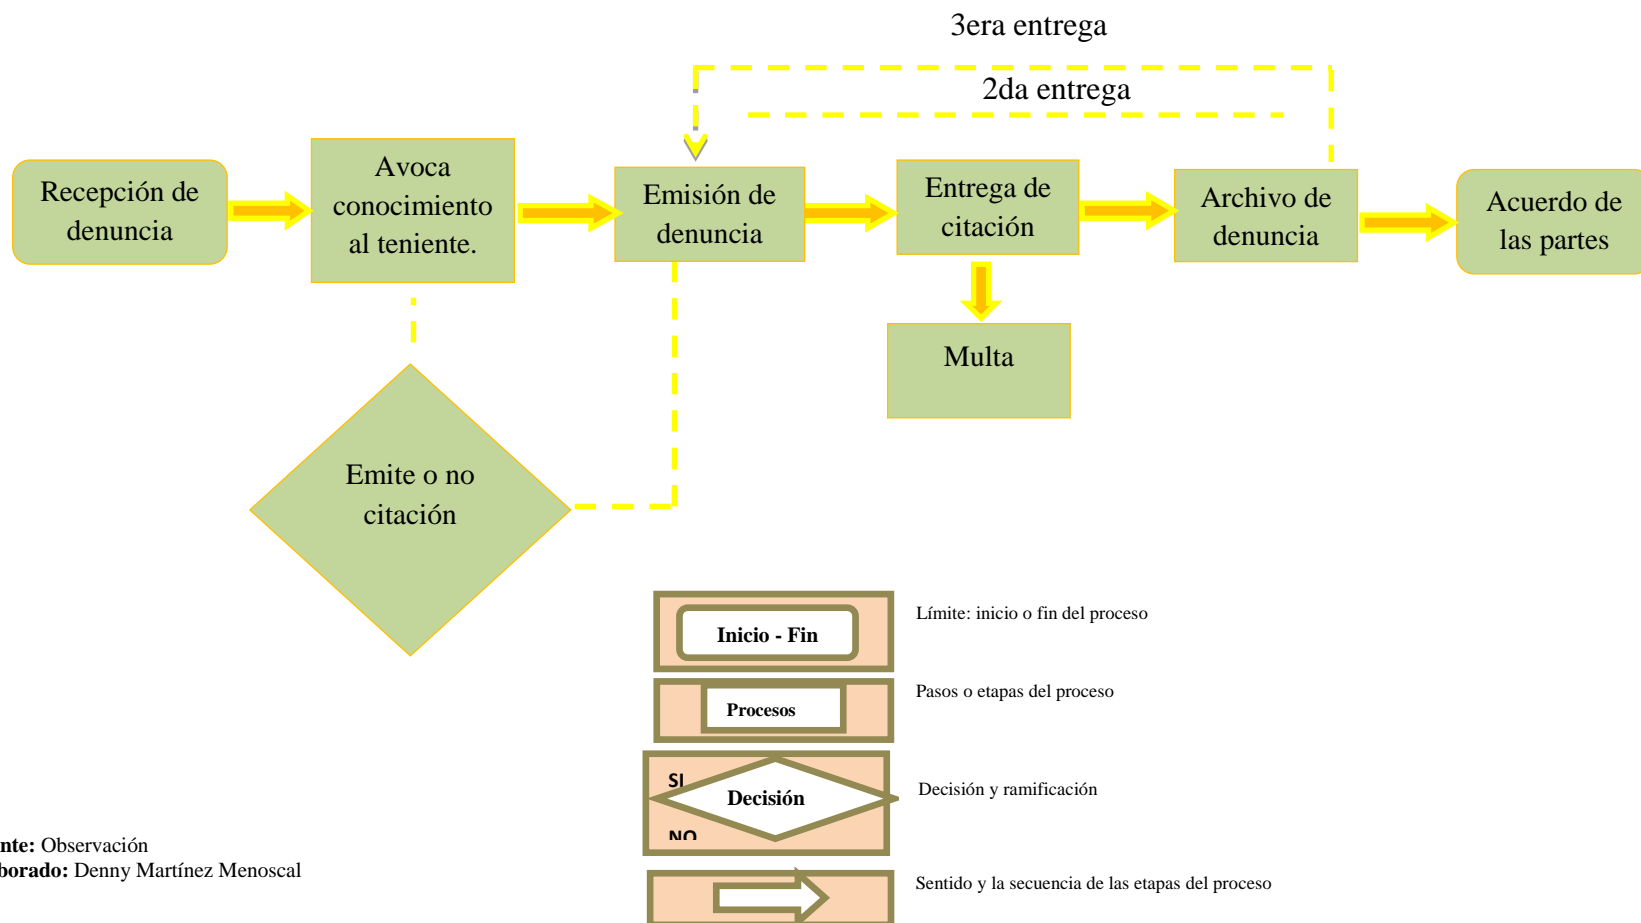 3era entrega
2da entrega
Recepción de
denuncia
Avoca
conocimiento
al teniente.
Emisión de
denuncia
Entrega de
citación
Archivo de
denuncia
Acuerdo de
las partes
Multa
Emite o no
citación
Inicio - Fin
Límite: inicio o fin del proceso
Procesos
Pasos o etapas del proceso
SI
Decisión
NO
Decisión y ramificación
Sentido y la secuencia de las etapas del proceso
nte: Observación
borado: Denny Martínez Menoscal